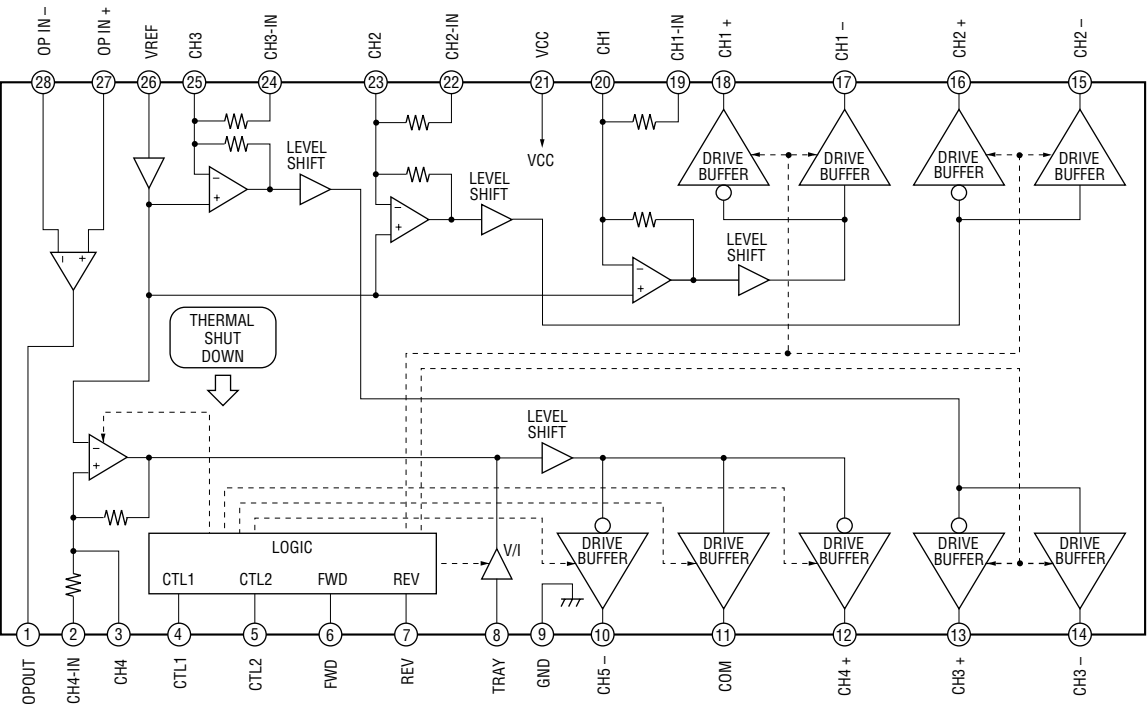 OP IN −
OP IN +
VREF
CH3
CH3-IN
CH2
CH2-IN
VCC
CH1
CH1-IN
CH1 +
CH1 −
CH2 +
CH2 −
28
27
26
25
24
23
22
21
20
19
18
17
16
15
VCC
LEVEL
SHIFT
LEVEL
SHIFT
LEVEL
SHIFT
DRIVE
BUFFER
DRIVE
BUFFER
DRIVE
BUFFER
DRIVE
BUFFER
−
+
−
+
−
+
−
+
THERMAL
SHUT
DOWN
−
+
LEVEL
SHIFT
LOGIC
CTL1
CTL2
FWD
REV
V/I
DRIVE
BUFFER
DRIVE
BUFFER
DRIVE
BUFFER
DRIVE
BUFFER
DRIVE
BUFFER
1
2
3
4
5
6
7
8
9
10
11
12
13
14
OPOUT
CH4-IN
CH4
CTL1
CTL2
FWD
REV
TRAY
GND
CH5 −
COM
CH4 +
CH3 +
CH3 −